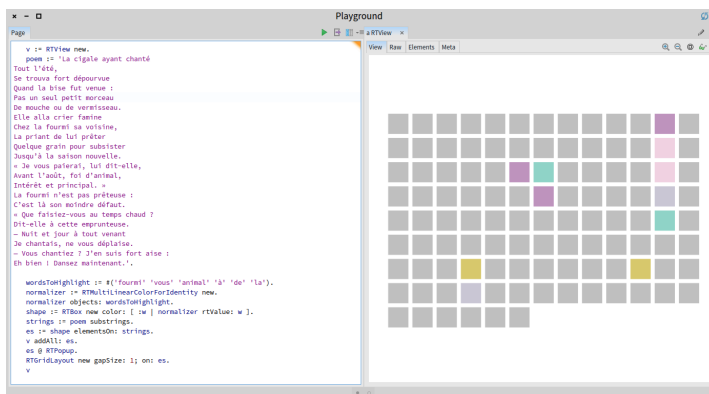 Playground
Page
a RTView ×
View Raw Elements Meta
v := RTView new.
poem := 'La cigale ayant chanté
Tout l'été,
Se trouva fort dépourvue
Quand la bise fut venue :
Pas un seul petit morceau
De mouche ou de vermisseau.
Elle alla crier famine
Chez la fourmi sa voisine,
La priant de lui prêter
Quelque grain pour subsister
Jusqu'à la saison nouvelle.
« Je vous paierai, lui dit-elle,
Avant l'août, foi d'animal,
Intérêt et principal. »
La fourmi n'est pas prêteuse :
C'est là son moindre défaut.
« Que faisiez-vous au temps chaud ?
Dit-elle à cette emprunteuse.
— Nuit et jour à tout venant
Je chantais, ne vous déplaise.
— Vous chantiez ? J'en suis fort aise :
Eh bien ! Dansez maintenant.'.
wordsToHighlight := #('fourmi' 'vous' 'animal' 'à' 'de' 'la').
normalizer := RTMultiLinearColorForIdentity new.
normalizer objects: wordsToHighlight.
shape := RTBox new color: [ :w | normalizer rtValue: w ].
strings := poem substrings.
es := shape elementsOn: strings.
v addAll: es.
es @ RTPopup.
RTGridLayout new gapSize: 1; on: es.
v